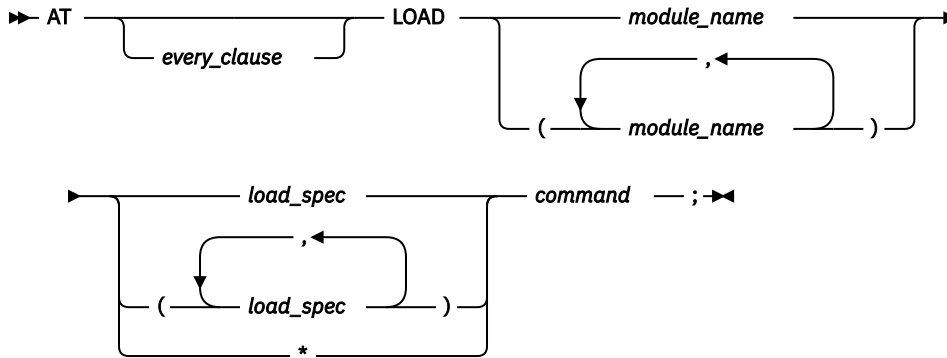 AT LOAD module_name
every_clause ,
( module_name )
load_spec command ;
,
( load_spec )
*